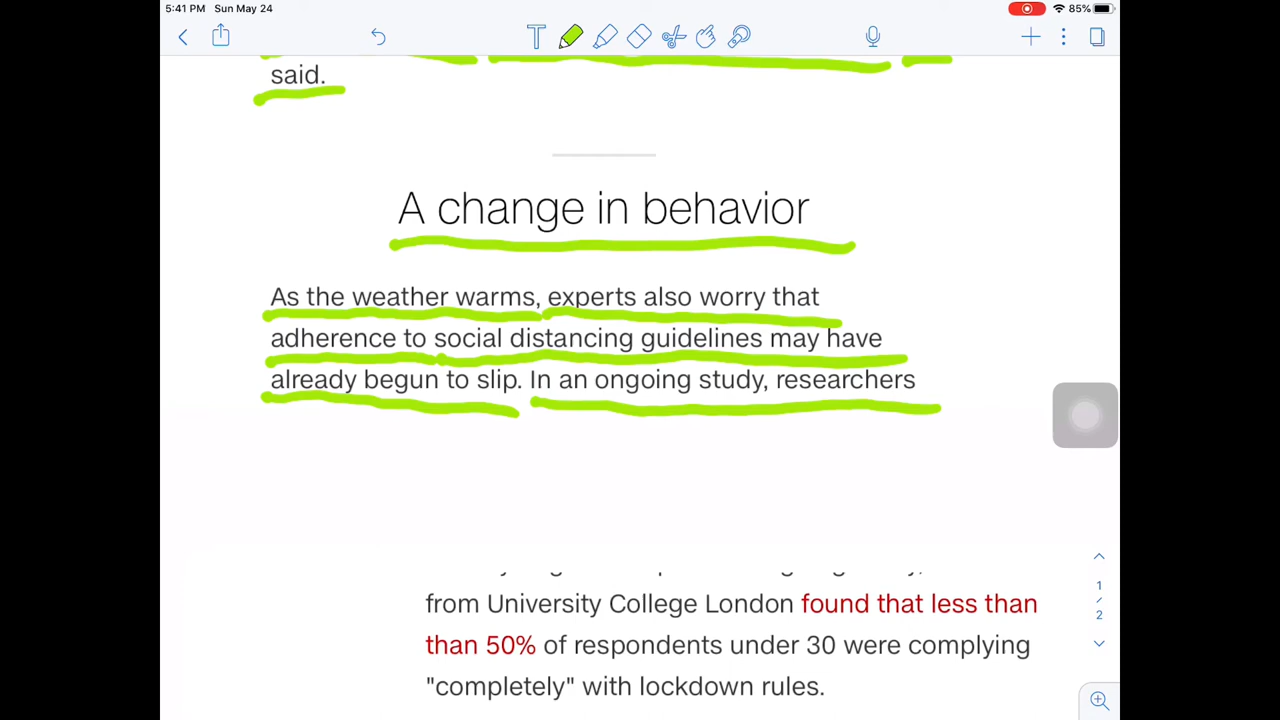 5:41 PM Sun May 24
85%
said.
A change in behavior
As the weather warms, experts also worry that
adherence to social distancing guidelines may have
already begun to slip. In an ongoing study, researchers
1
2
from University College London found that less than
than 50% of respondents under 30 were complying
"completely" with lockdown rules.